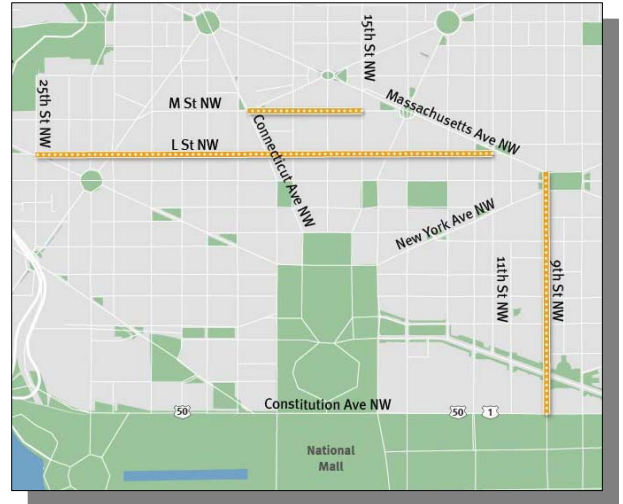 15th St NW
25th St NW
M St NW
Massachusetts Ave NW
L St NW
Connecticut Ave NW
New York Ave NW
11th St NW
9th St NW
Constitution Ave NW
50
50
1
National
Mall